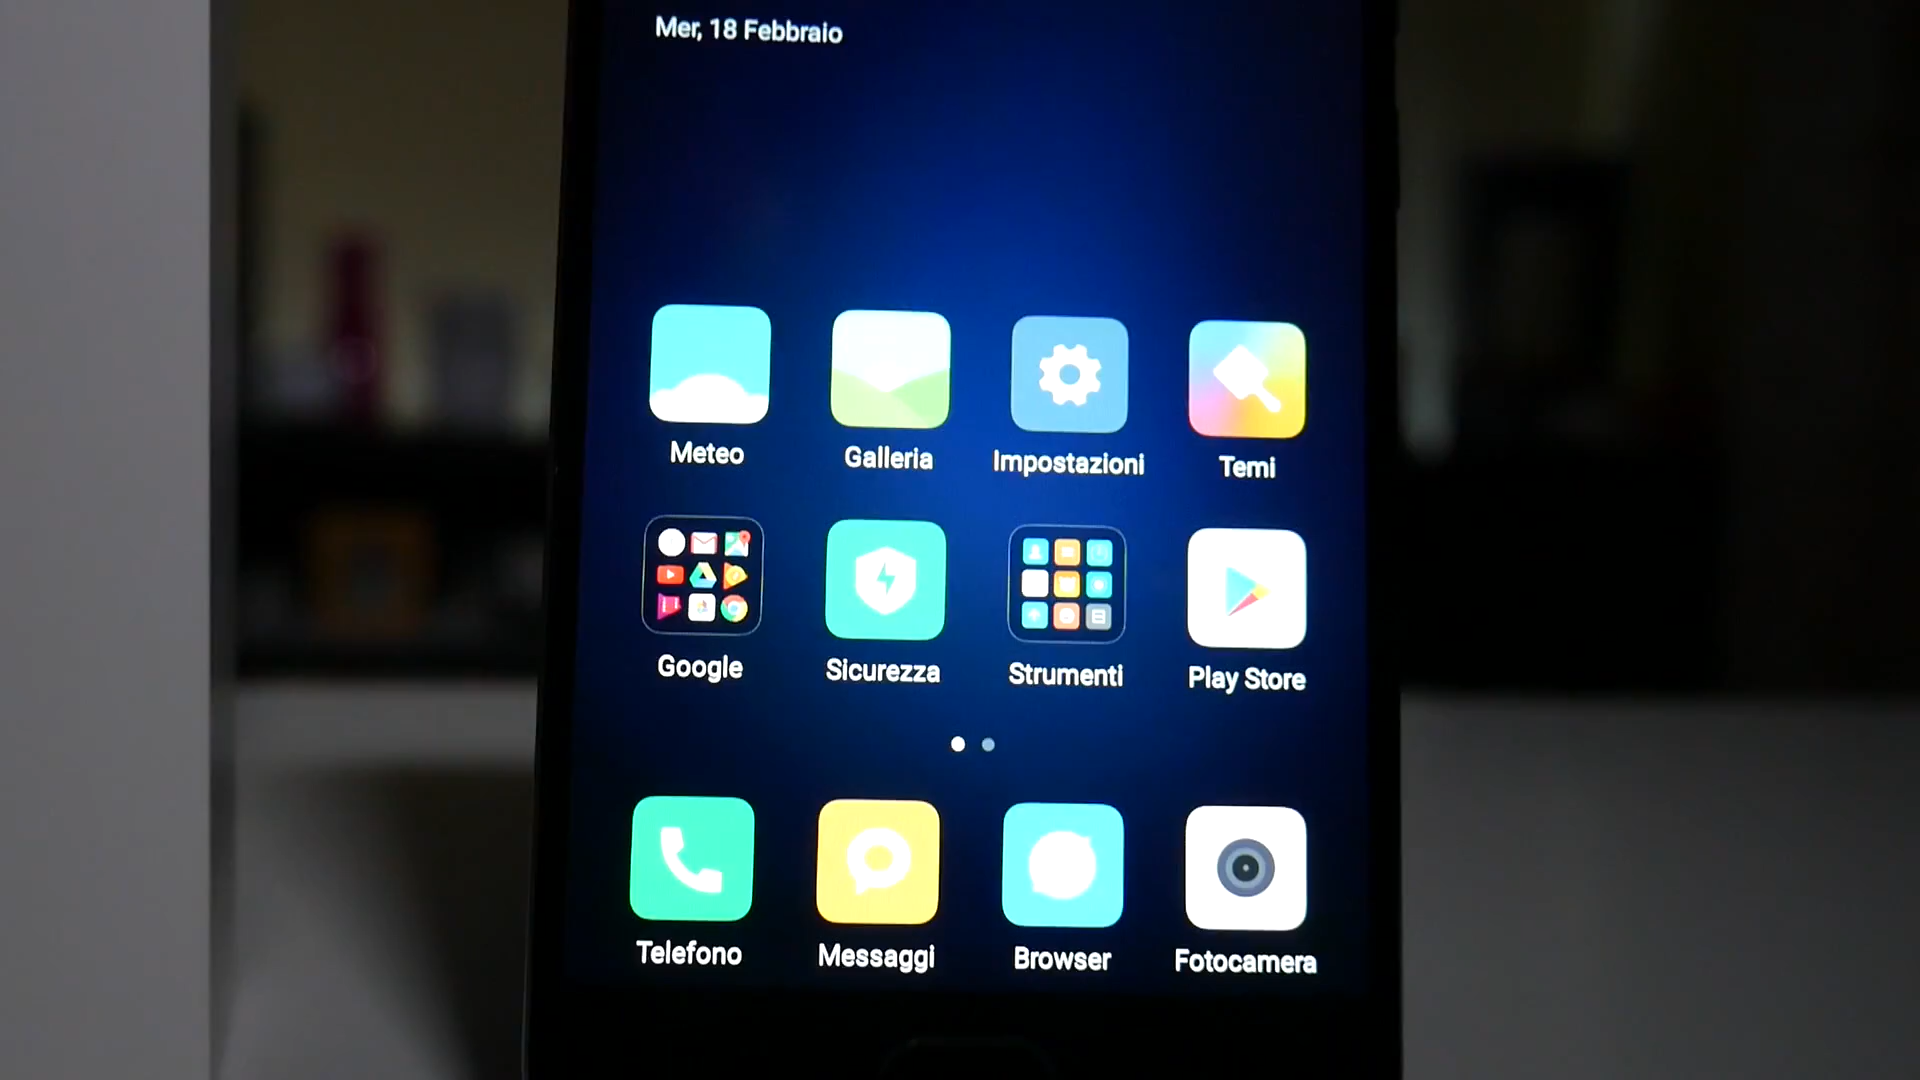 Mer, 18 Febbraio
Meteo
Galleria
Impostazioni
Temi
Google
Sicurezza
Strumenti
Play Store
Telefono
Messaggi
Browser
Fotocamera